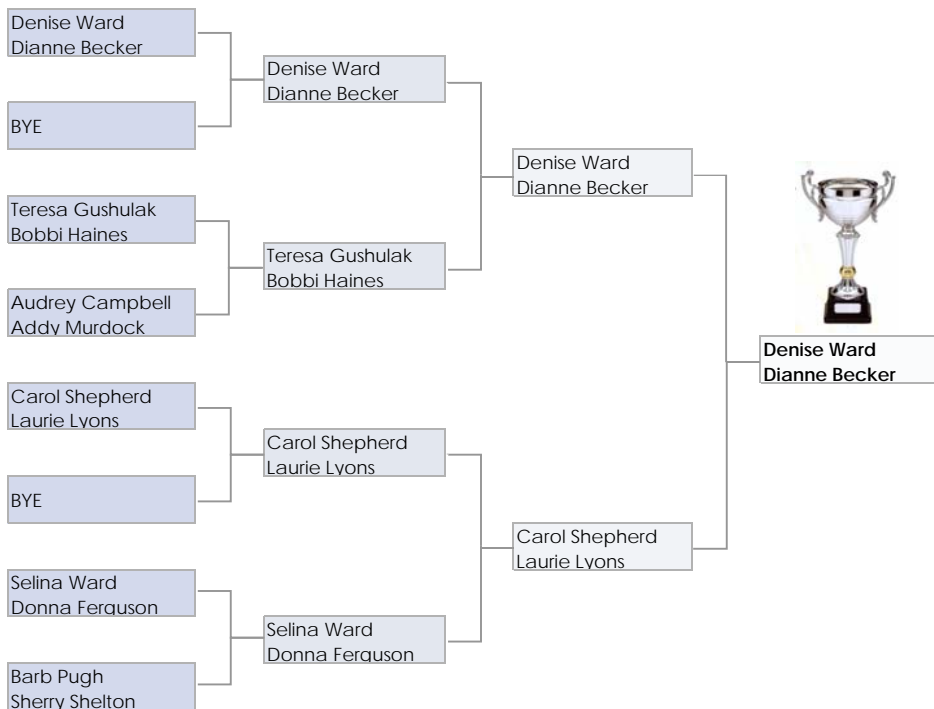 Denise Ward
Dianne Becker
BYE
Teresa Gushulak
Bobbi Haines
Audrey Campbell
Addy Murdock
Carol Shepherd
Laurie Lyons
BYE
Selina Ward
Donna Ferguson
Barb Pugh
Sherry Shelton
Denise Ward
Dianne Becker
Teresa Gushulak
Bobbi Haines
Carol Shepherd
Laurie Lyons
Selina Ward
Donna Ferguson
Denise Ward
Dianne Becker
Carol Shepherd
Laurie Lyons
Denise Ward
Dianne Becker